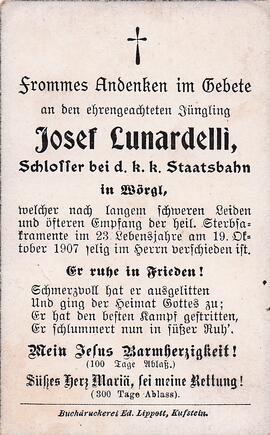 Frommes Andenken im Gebete
an den ehrengeachteten Jüngling
Josef Lunardelli,
Schlosser bei d. k. k. Staatsbahn
in Wörgl,
welcher nach langem schweren Leiden
und öfteren Empfang der heil. Sterbsa-
kramente im 23. Lebensjahre am 19. Ok-
tober 1907 selig im Herrn verschieden ist.
Er ruhe in Frieden!
Schmerzvoll hat er ausgelitten
Und ging der Heimat Gottes zu;
Er hat den besten Kampf gestritten,
Er schlummert nun in süßer Ruh'.
Mein Jesus Barmherzigkeit!
(100 Tage Ablaß.)
Süßes Herz Mariä, sei meine Rettung!
(300 Tage Ablass).
Buchdruckerei Ed. Lippott, Kufstein.